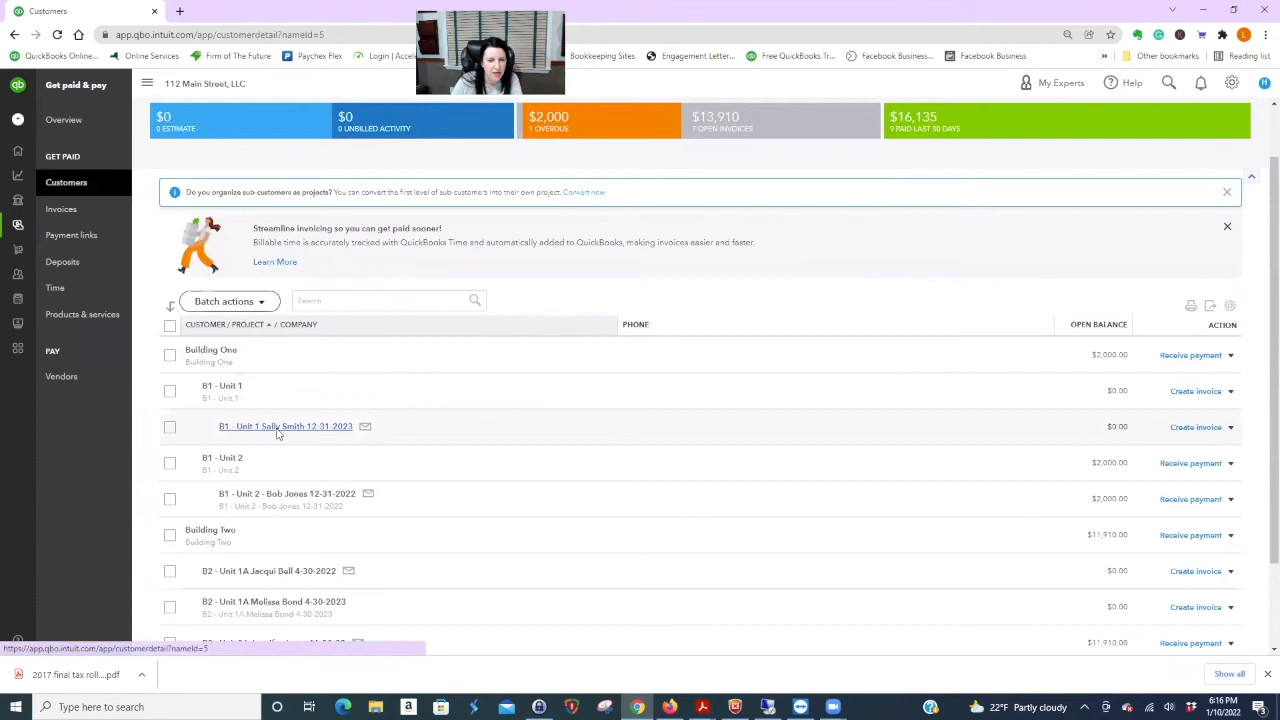 Customers
app.qbo.intuit.com/app/customerdetail?nameId=5
QuickBooks Online...
Online Services
Firm of The Future
Paychex Flex
Login | Accele
Bookkeeping Sites
Engagement Letter...
Free QuickBooks Tr...
Facebook Business...
Facebook Business
Other bookmarks
Reading list
Get paid & pay
112 Main Street, LLC
My Experts
Help
H
Overview
GET PAID
Customers
Invoices
Payment links
Deposits
Time
Products & services
PAY
Vendors
$0
0 ESTIMATE
$0
0 UNBILLED ACTIVITY
$2,000
1 OVERDUE
$13,910
7 OPEN INVOICES
$16,135
9 PAID LAST 30 DAYS
Do you organize sub-customers as projects? You can convert the first level of sub-customers into their own project. Convert now
Streamline invoicing so you can get paid sooner!
Billable time is accurately tracked with QuickBooks Time and automatically added to QuickBooks, making invoices easier and faster.
Learn More
Batch actions
Search
CUSTOMER / PROJECT / COMPANY PHONE OPEN BALANCE ACTION
Building One
Building One
$2,000.00 Receive payment
B1 - Unit 1
B1 - Unit 1
$0.00 Create invoice
B1 - Unit 1 Sally Smith 12-31-2023 $0.00 Create invoice
B1 - Unit 2
B1 - Unit 2
$2,000.00 Receive payment
B1 - Unit 2 - Bob Jones 12-31-2022
B1 - Unit 2 - Bob Jones 12-31-2022
$2,000.00 Receive payment
Building Two
Building Two
$11,910.00 Receive payment
B2 - Unit 1A Jacqui Bell 4-30-2022 $0.00 Create invoice
B2 - Unit 1A Melissa Bond 4-30-2023
B2 - Unit 1A Melissa Bond 4-30-2023
$0.00 Create invoice
$11,910.00 Receive payment
https://app.qbo.intuit.com/app/customerdetail?nameId=5
2017 final tax roll....pdf
Show all
Type here to search
22°F Partly cloudy
6:16 PM
1/10/2022